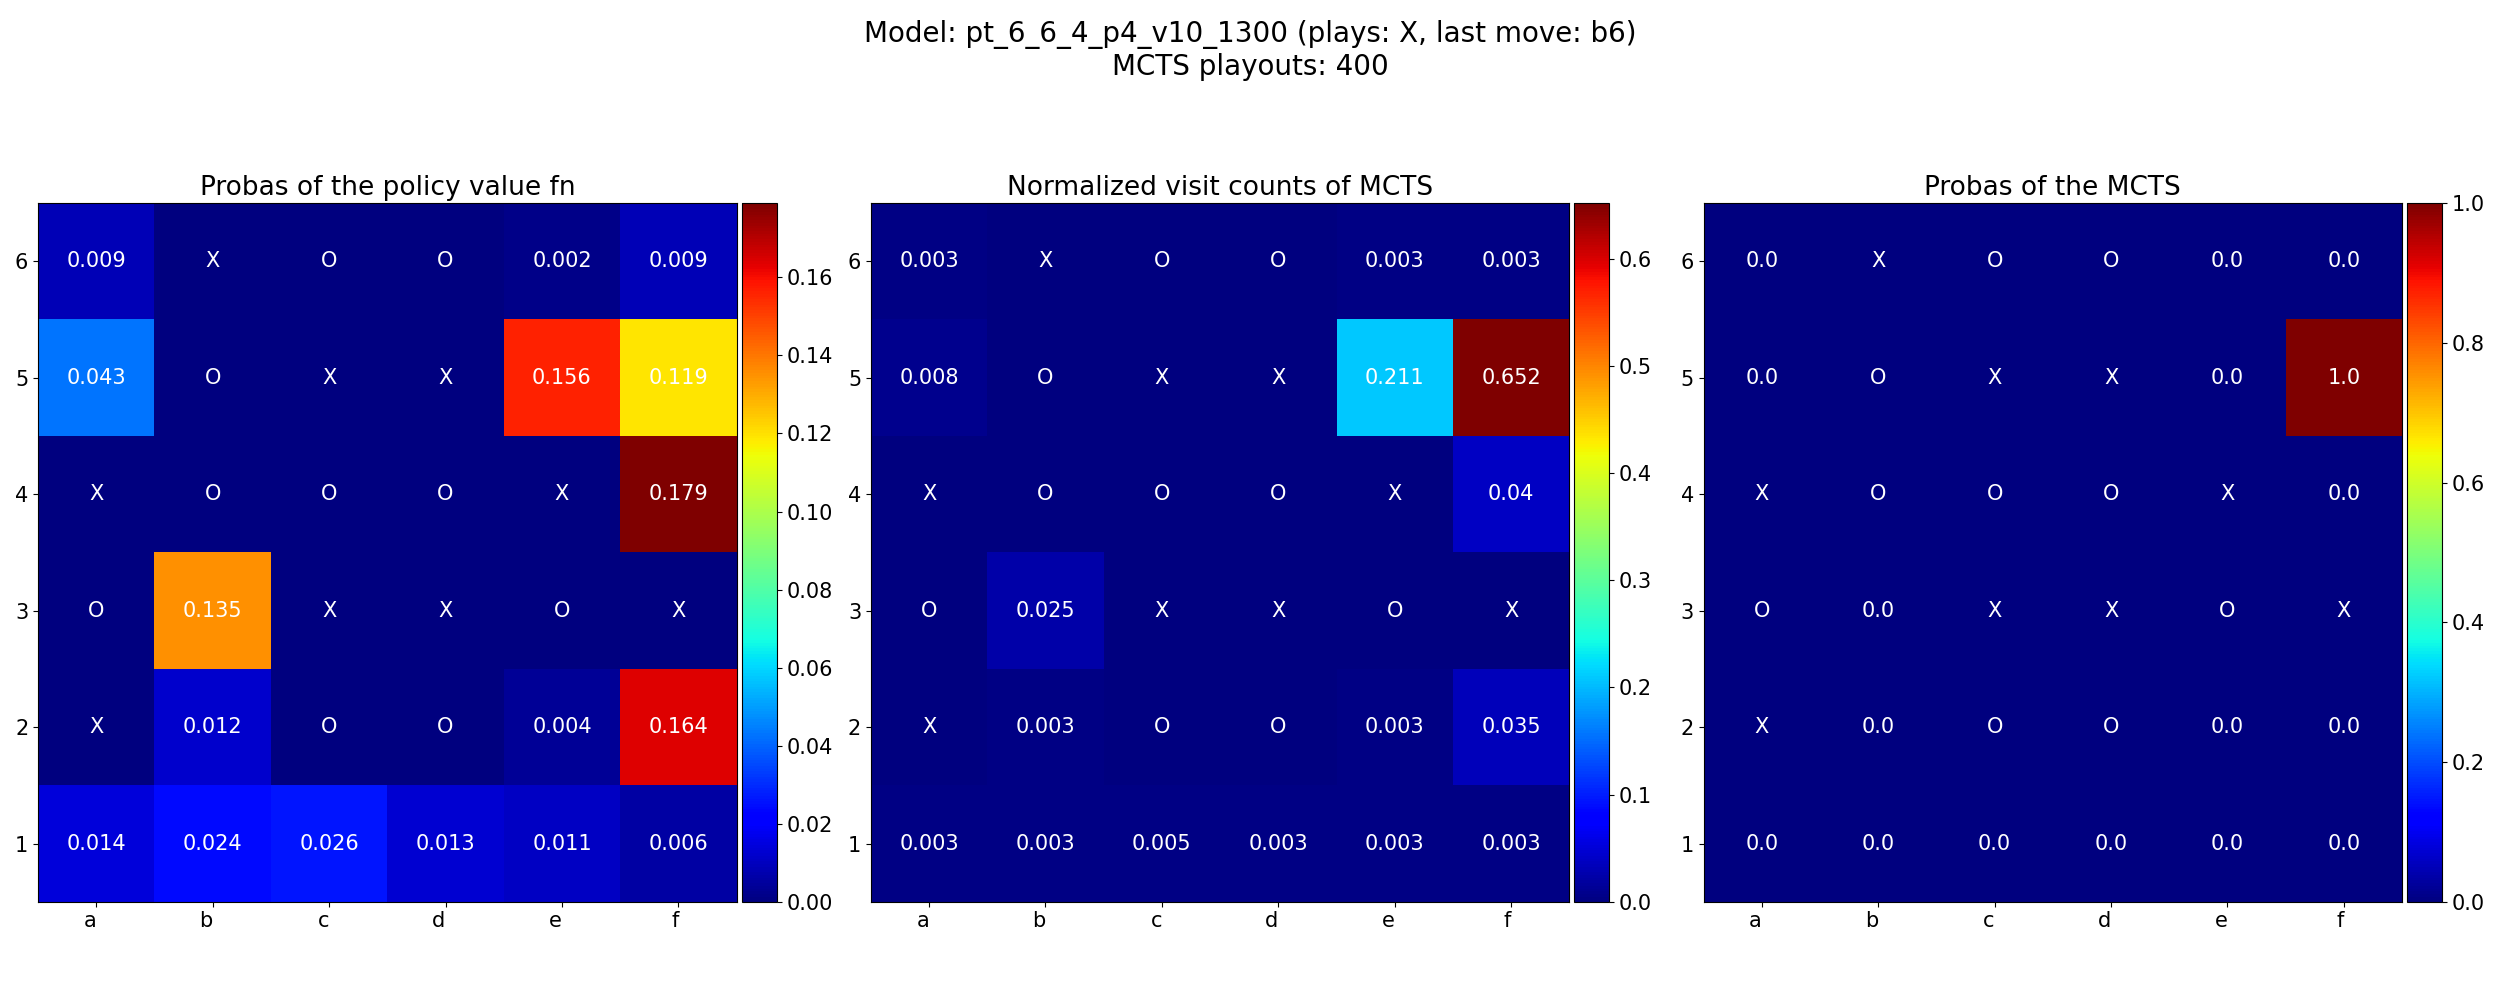 Model: pt_6_6_4_p4_v10_1300 (plays: X, last move: b6)
MCTS playouts: 400
Probas of the policy value fn
6 0.009 X O O 0.002 0.009
5 0.043 O X X 0.156 0.119
4 X O O O X 0.179
3 O 0.135 X X O X
2 X 0.012 O O 0.004 0.164
1 0.014 0.024 0.026 0.013 0.011 0.006
a b c d e f
0.16
0.14
0.12
0.10
0.08
0.06
0.04
0.02
0.00
Normalized visit counts of MCTS
6 0.003 X O O 0.003 0.003
5 0.008 O X X 0.211 0.652
4 X O O O X 0.04
3 O 0.025 X X O X
2 X 0.003 O O 0.003 0.035
1 0.003 0.003 0.005 0.003 0.003 0.003
a b c d e f
0.6
0.5
0.4
0.3
0.2
0.1
0.0
Probas of the MCTS
6 0.0 X O O 0.0 0.0
5 0.0 O X X 0.0 1.0
4 X O O O X 0.0
3 O 0.0 X X O X
2 X 0.0 O O 0.0 0.0
1 0.0 0.0 0.0 0.0 0.0 0.0
a b c d e f
1.0
0.8
0.6
0.4
0.2
0.0